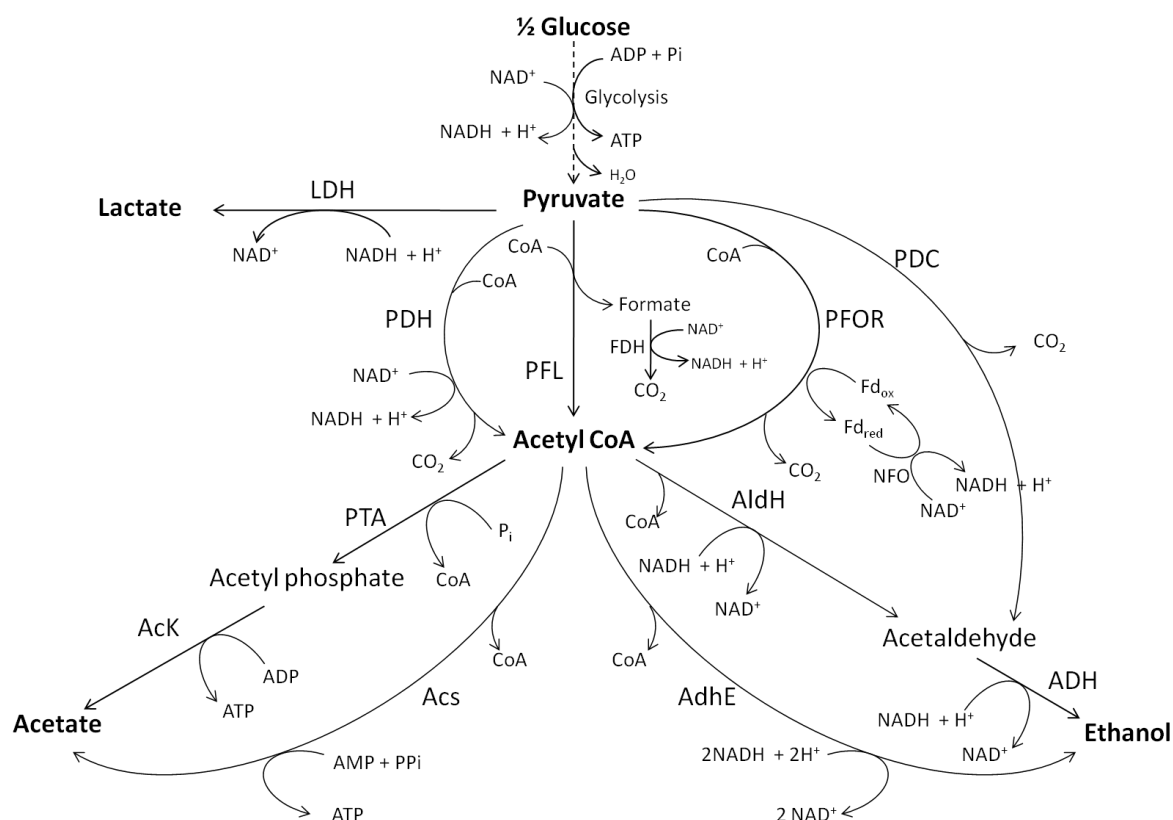 ½ Glucose
ADP + Pi
NAD⁺
Glycolysis
NADH + H⁺
ATP
H₂O
LDH
Pyruvate
Lactate
NAD⁺
NADH + H⁺
CoA
CoA
PDC
CoA
Formate
PDH
PFOR
NAD⁺
FDH
NADH + H⁺
CO₂
PFL
NAD⁺
CO₂
Fdox
NADH + H⁺
Fdred
Acetyl CoA
CO₂
CO₂
NFO
NADH + H⁺
NAD⁺
AldH
PTA
Pi
CoA
CoA
NADH + H⁺
Acetyl phosphate
NAD⁺
AcK
Acetaldehyde
CoA
CoA
ADP
ADH
ATP
Acs
AdhE
NADH + H⁺
Acetate
Ethanol
NAD⁺
AMP + PPi
2NADH + 2H⁺
ATP
2 NAD⁺